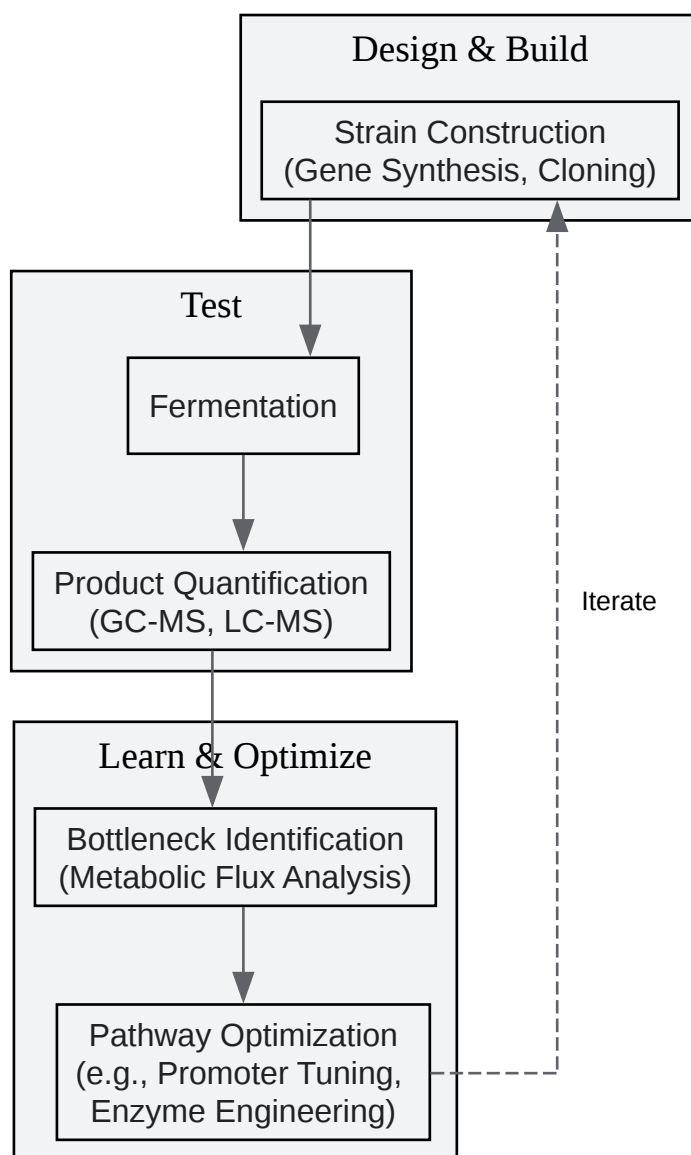 Design & Build
Strain Construction
(Gene Synthesis, Cloning)
Test
Fermentation
Product Quantification
(GC-MS, LC-MS)
Iterate
Learn & Optimize
Bottleneck Identification
(Metabolic Flux Analysis)
Pathway Optimization
(e.g., Promoter Tuning,
Enzyme Engineering)